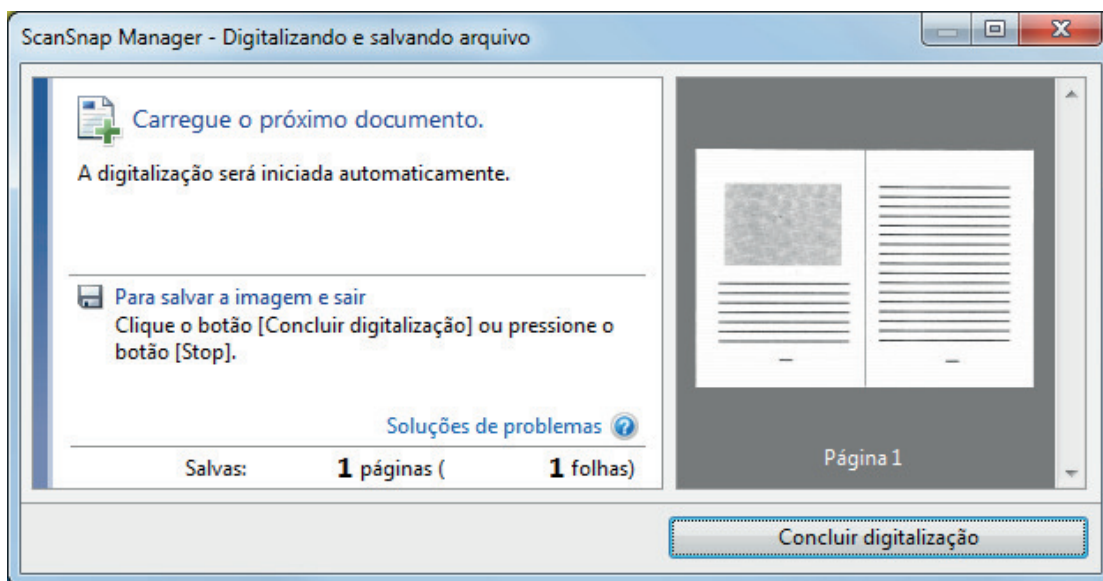 ScanSnap Manager - Digitalizando e salvando arquivo
Carregue o próximo documento.
A digitalização será iniciada automaticamente.
Para salvar a imagem e sair
Clique o botão [Concluir digitalização] ou pressione o
botão [Stop].
Soluções de problemas
Salvas: 1 páginas ( 1 folhas)
Página 1
Concluir digitalização